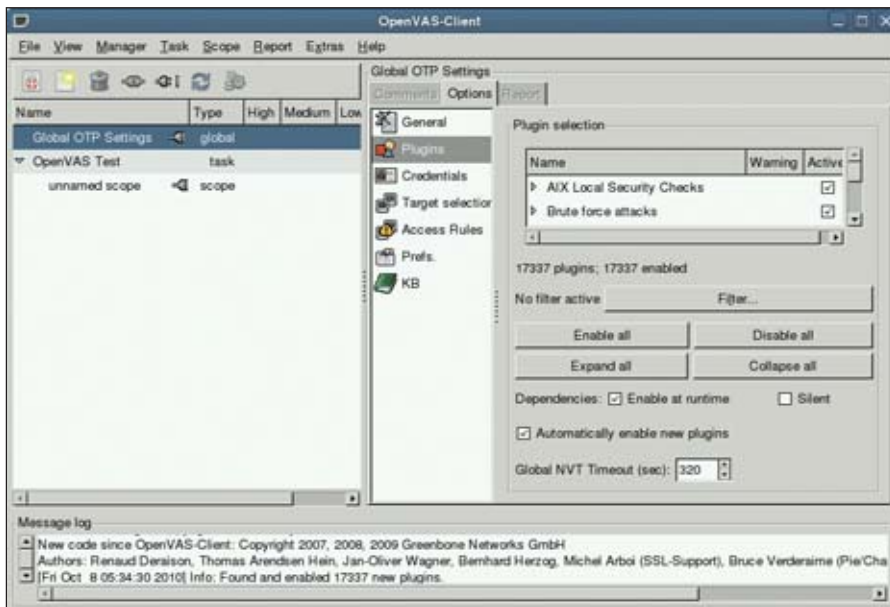 OpenVAS-Client
File View Manager Task Scope Report Extras Help
Global OTP Settings
Comments Options Report
Name Type High Medium Low
Global OTP Settings global
OpenVAS Test task
unnamed scope scope
General
Plugins
Credentials
Target selection
Access Rules
Prefs.
KB
Plugin selection
Name Warning Active
AIX Local Security Checks
Brute force attacks
17337 plugins; 17337 enabled
No filter active Filter...
Enable all Disable all
Expand all Collapse all
Dependencies: Enable at runtime Silent
Automatically enable new plugins
Global NVT Timeout (sec): 320
Message log
New code since OpenVAS-Client: Copyright 2007, 2008, 2009 Greenbone Networks GmbH
Authors: Renaud Deraison, Thomas Arendsen Hein, Jan-Oliver Wagner, Bernhard Herzog, Michel Arboi (SSL-Support), Bruce Verderaime (Pie/Cha
[Fri Oct 8 05:34:30 2010] Info: Found and enabled 17337 new plugins.